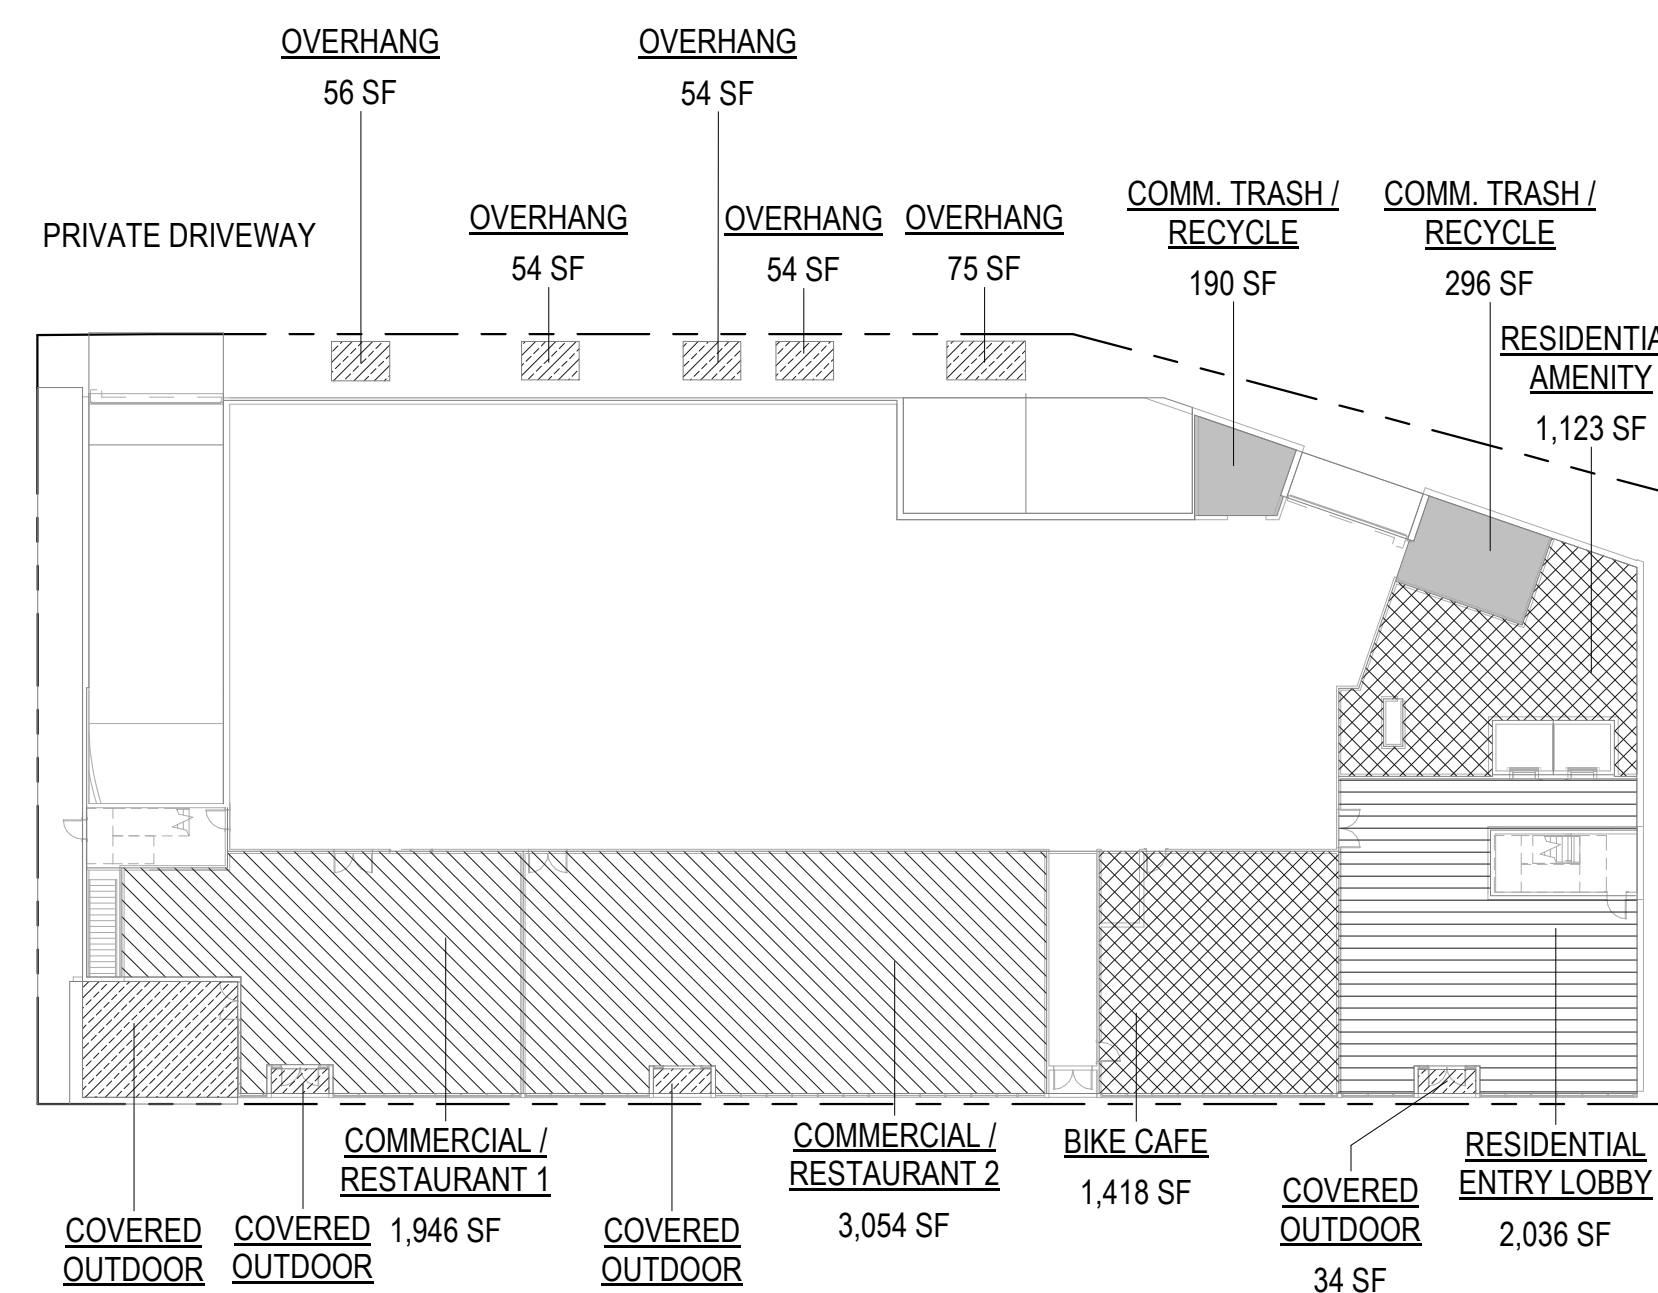 OVERHANG
56 SF
OVERHANG
54 SF
PRIVATE DRIVEWAY
OVERHANG
54 SF
OVERHANG
54 SF
OVERHANG
75 SF
COMM. TRASH /
RECYCLE
190 SF
COMM. TRASH /
RECYCLE
296 SF
RESIDENTIA
AMENITY
1,123 SF
COVERED
OUTDOOR
COVERED
OUTDOOR
COMMERCIAL /
RESTAURANT 1
1,946 SF
COVERED
OUTDOOR
COMMERCIAL /
RESTAURANT 2
3,054 SF
BIKE CAFE
1,418 SF
COVERED
OUTDOOR
34 SF
RESIDENTIAL
ENTRY LOBBY
2,036 SF